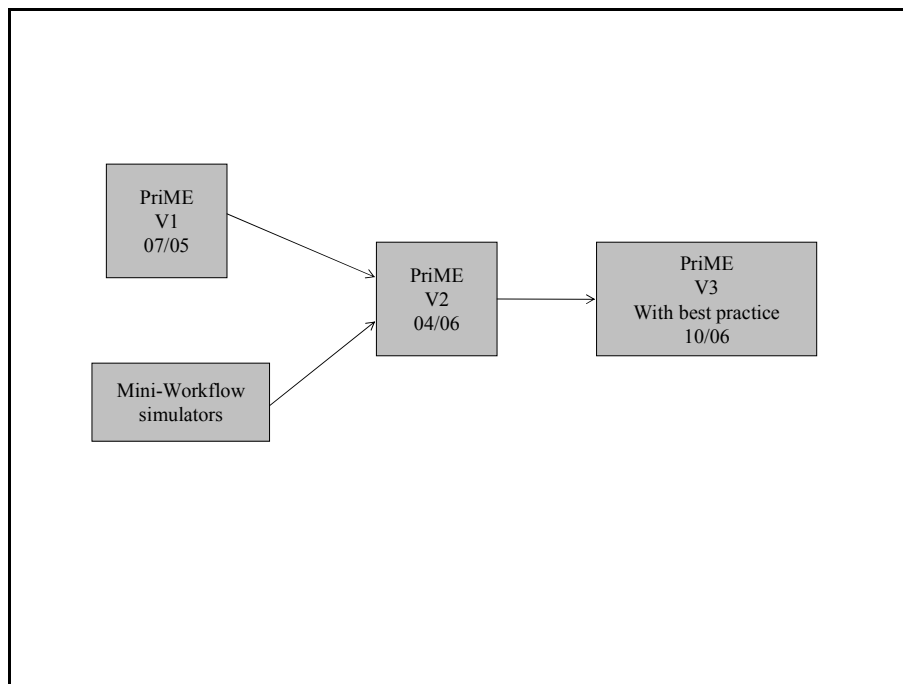 PriME
V1
07/05
PriME
V2
04/06
PriME
V3
With best practice
10/06
Mini-Workflow
simulators